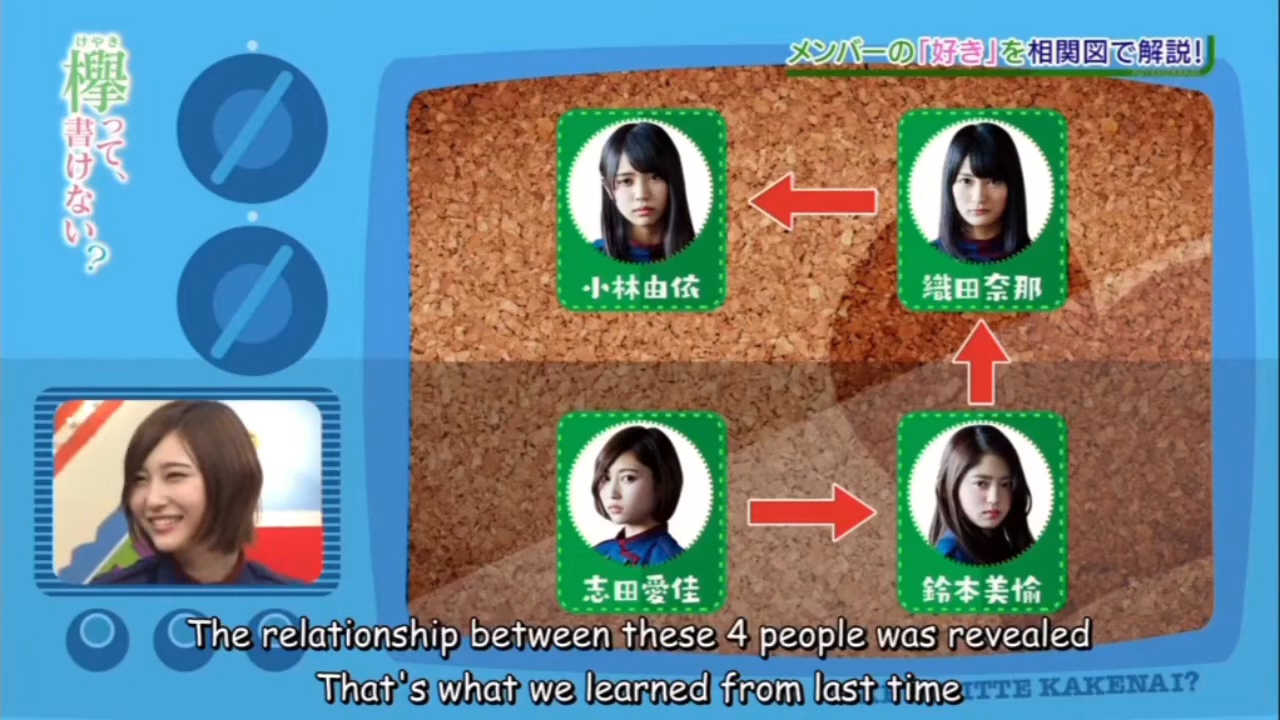 けやき
欅って、
書けない?
メンバーの「好き」を相関図で解説!
小林由依
織田奈那
志田愛佳
鈴本美愉
The relationship between these 4 people was revealed
That's what we learned from last time
ITTE KAKENAI?